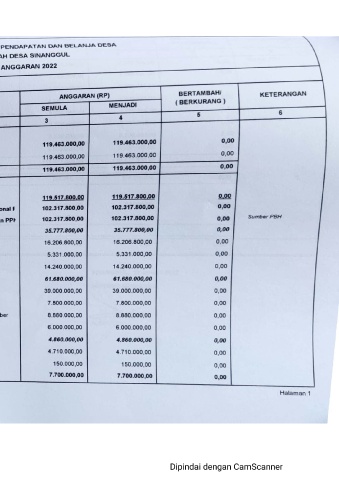 PENDAPATAN DAN BELANJA DESA
AH DESA SINANGGUL
ANGGARAN 2022
ANGGARAN (RP) BERTAMBAH/ ( BERKURANG ) KETERANGAN
SEMULA MENJADI
3 4 5 6
119.463.000,00 119.463.000,00 0,00
119.463.000,00 119.463.000,00 0,00
119.463.000,00 119.463.000,00 0,00
119.817.800,00 119.817.800,00 0,00
onal 102.317.800,00 102.317.800,00 0,00
n PPH 102.317.800,00 102.317.800,00 0,00 Sumber PBH
35.777.800,00 35.777.800,00 0,00
16.206.800,00 16.206.800,00 0,00
5.331.000,00 5.331.000,00 0,00
14.240.000,00 14.240.000,00 0,00
61.680.000,00 61.680.000,00 0,00
39.000.000,00 39.000.000,00 0,00
7.800.000,00 7.800.000,00 0,00
ber 8.880.000,00 8.880.000,00 0,00
6.000.000,00 6.000.000,00 0,00
4.860.000,00 4.860.000,00 0,00
4.710.000,00 4.710.000,00 0,00
150.000,00 150.000,00 0,00
7.700.000,00 7.700.000,00 0,00
Halaman 1
Dipindai dengan CamScanner